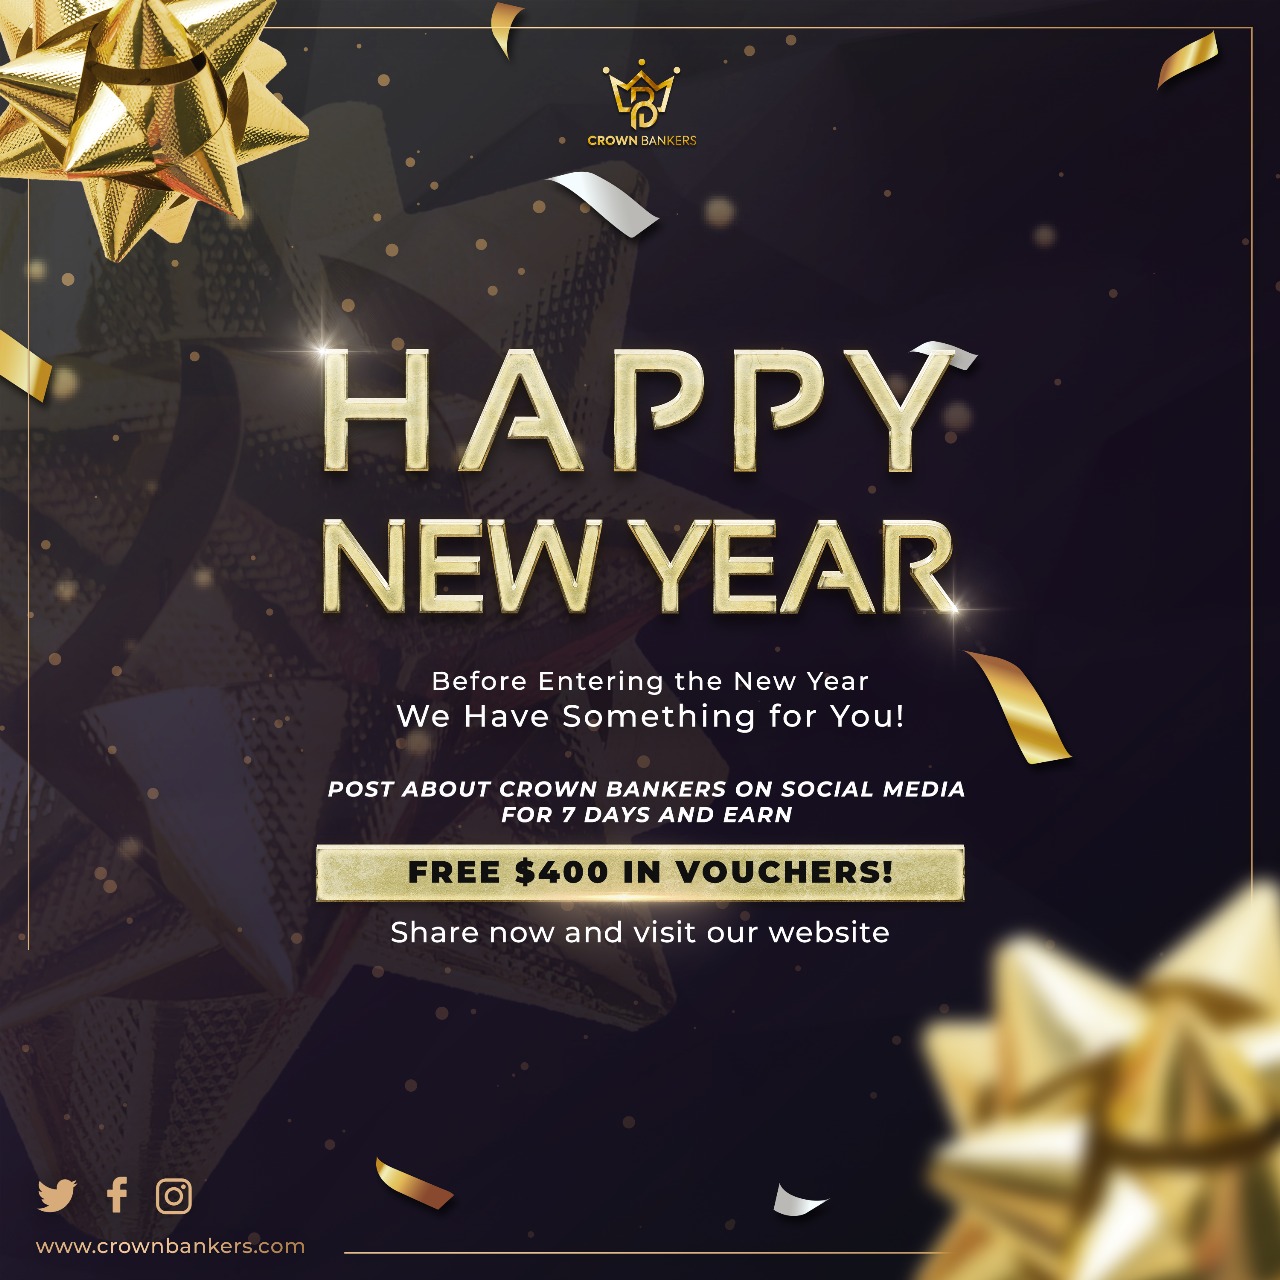 CROWN BANKERS
HAPPY
NEW YEAR
Before Entering the New Year
We Have Something for You!
POST ABOUT CROWN BANKERS ON SOCIAL MEDIA
FOR 7 DAYS AND EARN
FREE $400 IN VOUCHERS!
Share now and visit our website
www.crownbankers.com